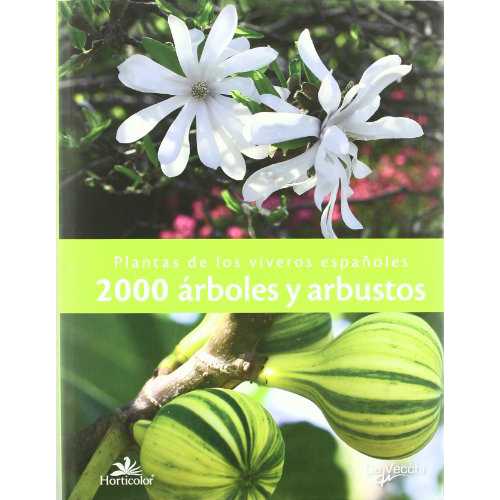 Plantas de los viveros españoles
2000 árboles y arbustos
Horticolor
De Vecchi